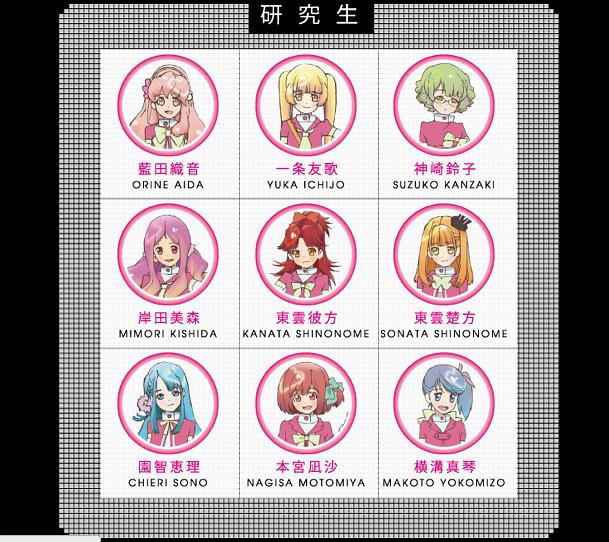 研究生
藍田織音
ORINE AIDA
一条友歌
YUKA ICHIJO
神崎鈴子
SUZUKO KANZAKI
岸田美森
MIMORI KISHIDA
東雲彼方
KANATA SHINONOME
東雲楚方
SONATA SHINONOME
園智恵理
CHIERI SONO
本宮凪沙
NAGISA MOTOMIYA
横溝真琴
MAKOTO YOKOMIZO